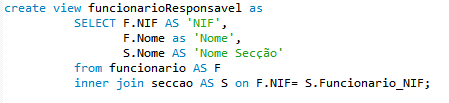 create view funcionarioResponsavel as
SELECT F.NIF AS 'NIF',
F.Nome as 'Nome',
S.Nome AS 'Nome Secção'
from funcionario AS F
inner join seccao AS S on F.NIF= S.Funcionario_NIF;